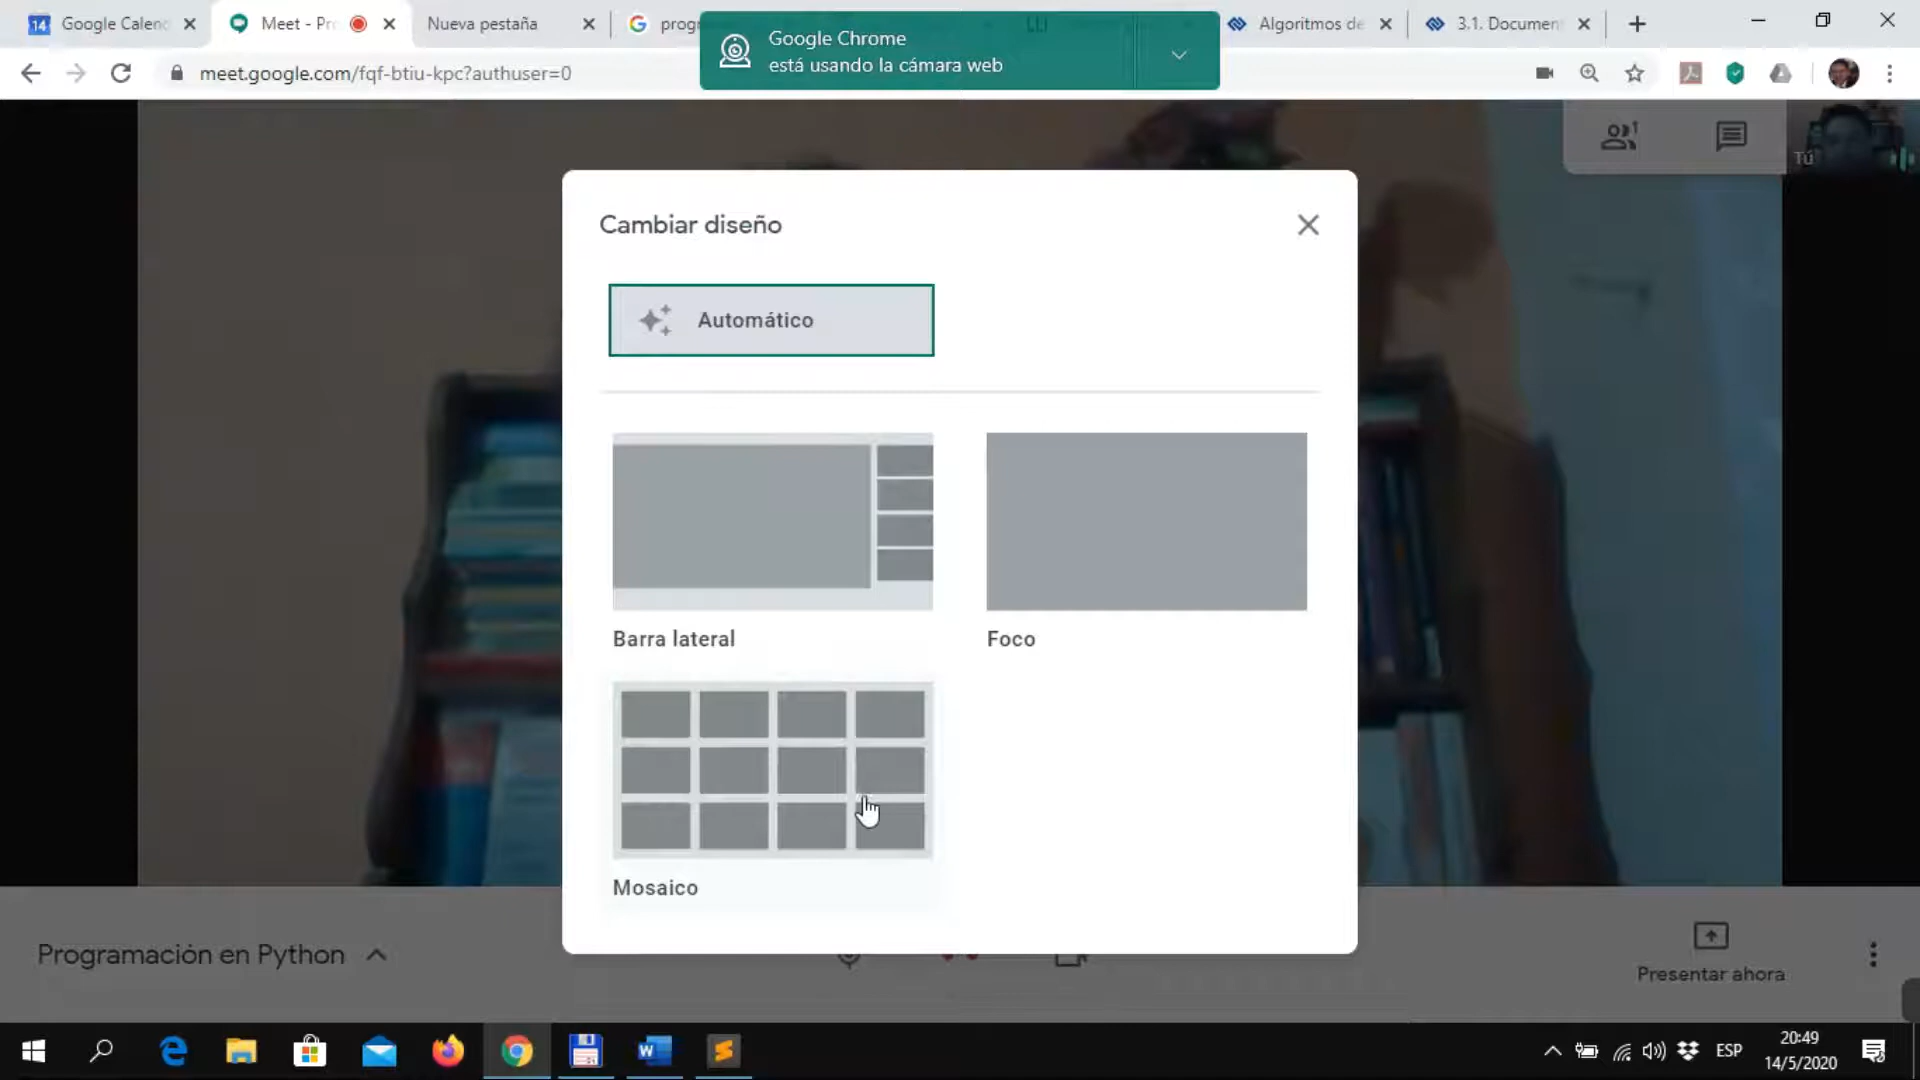 14 Google Calen
Meet - Pr
Nueva pestaña
prog
Algoritmos de
3.1. Documen
Google Chrome
está usando la cámara web
meet.google.com/fqf-btiu-kpc?authuser=0
Tú
Cambiar diseño
Automático
Barra lateral
Foco
Mosaico
Programación en Python
Presentar ahora
ESP
20:49
14/5/2020